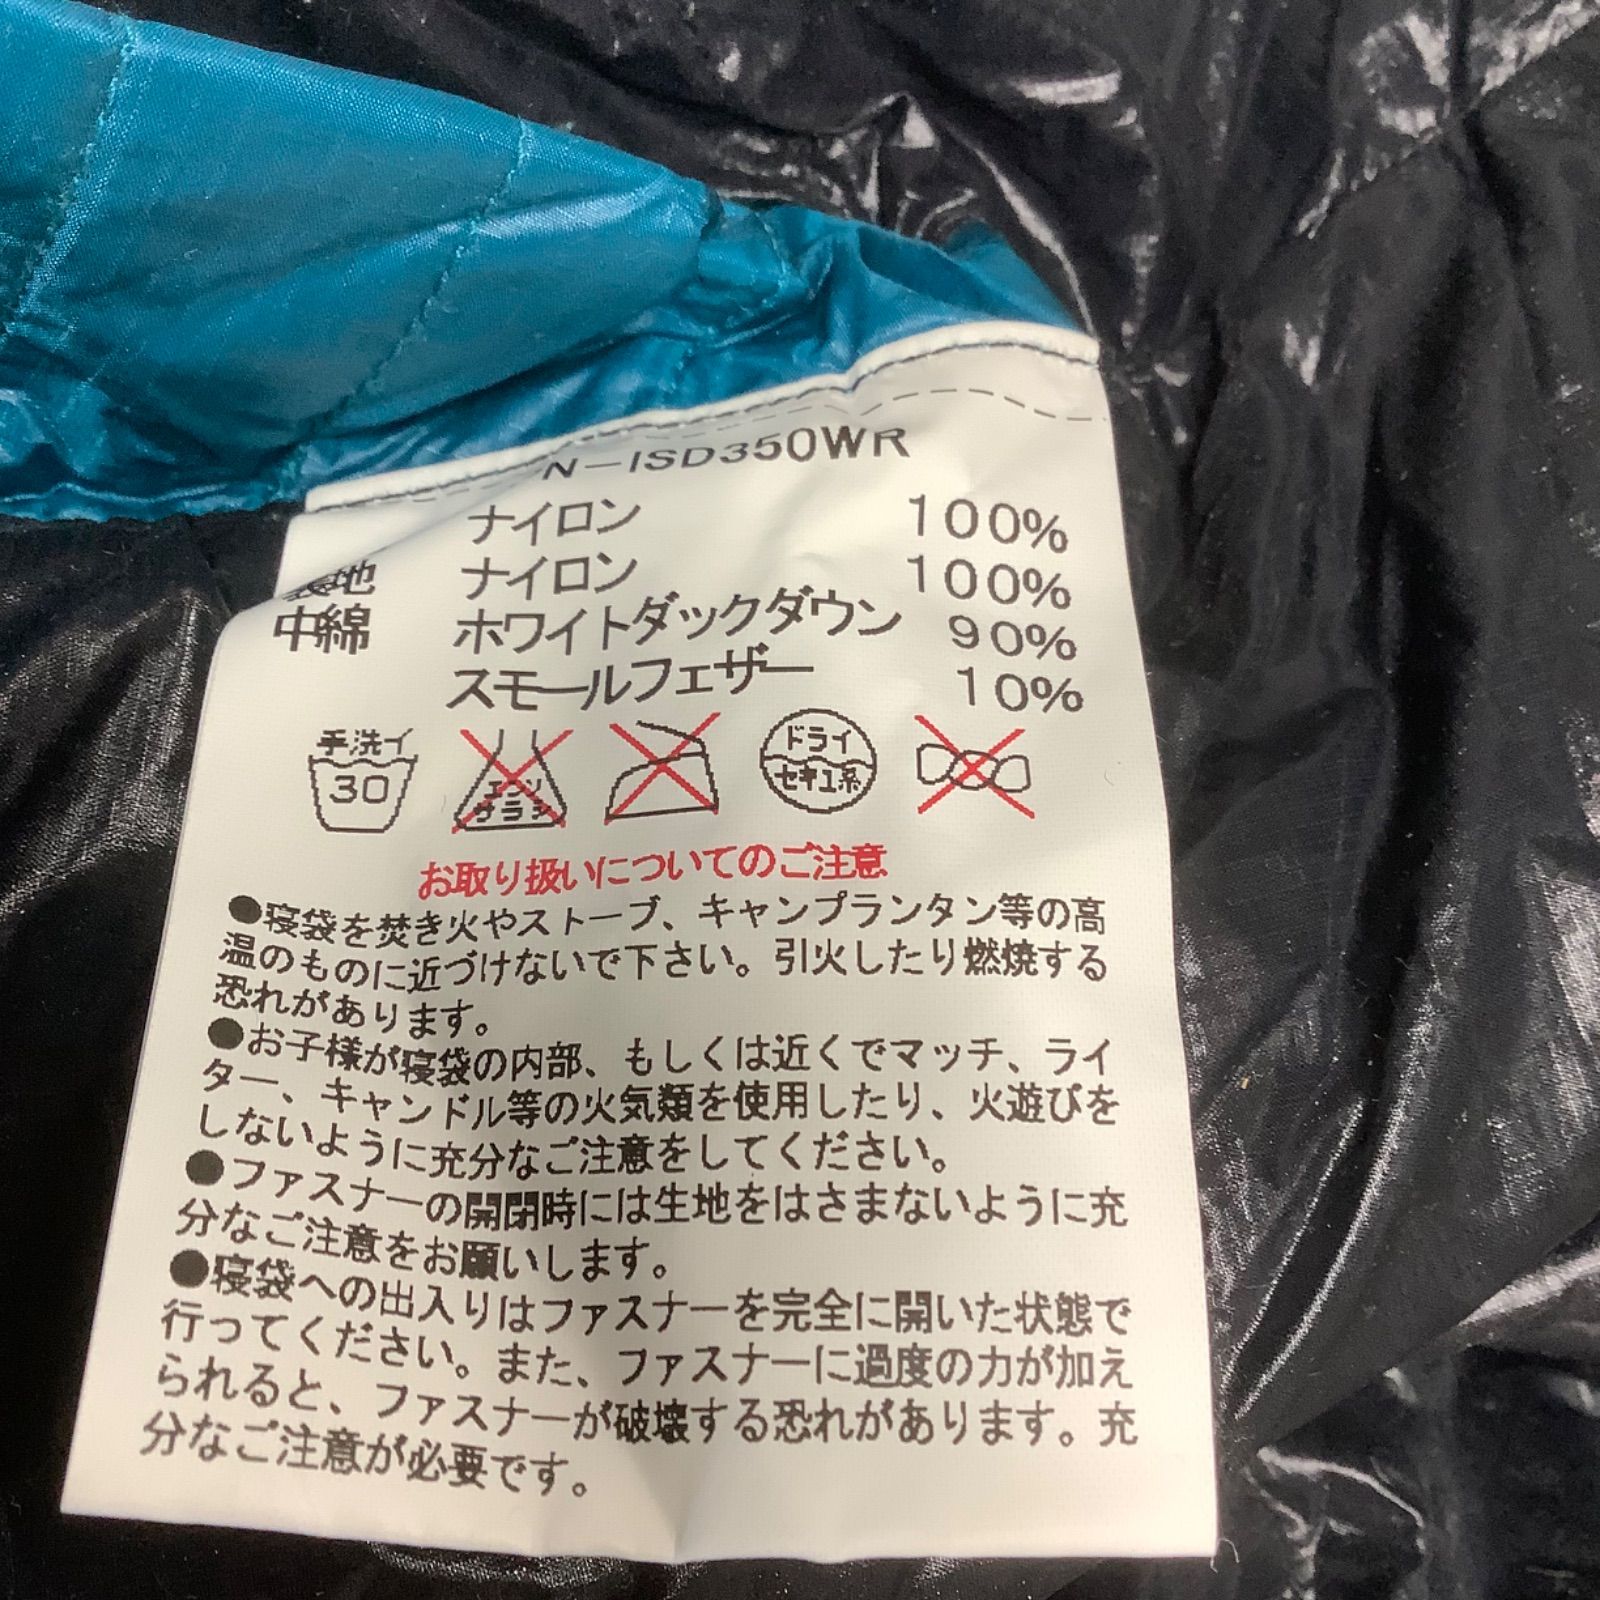 N-ISD350WR
ナイロン 100%
裏地 ナイロン 100%
中綿 ホワイトダックダウン 90%
スモールフェザー 10%
手洗イ
30
エンソ
サラシ
ドライ
セキユ系
お取り扱いについてのご注意
●寝袋を焚き火やストーブ、キャンプランタン等の高
温のものに近づけないで下さい。引火したり燃焼する
恐れがあります。
●お子様が寝袋の内部、もしくは近くでマッチ、ライ
ター、キャンドル等の火気類を使用したり、火遊びを
しないように充分なご注意をしてください。
●ファスナーの開閉時には生地をはさまないように充
分なご注意をお願いします。
●寝袋への出入りはファスナーを完全に開いた状態で
行ってください。また、ファスナーに過度の力が加え
られると、ファスナーが破壊する恐れがあります。充
分なご注意が必要です。